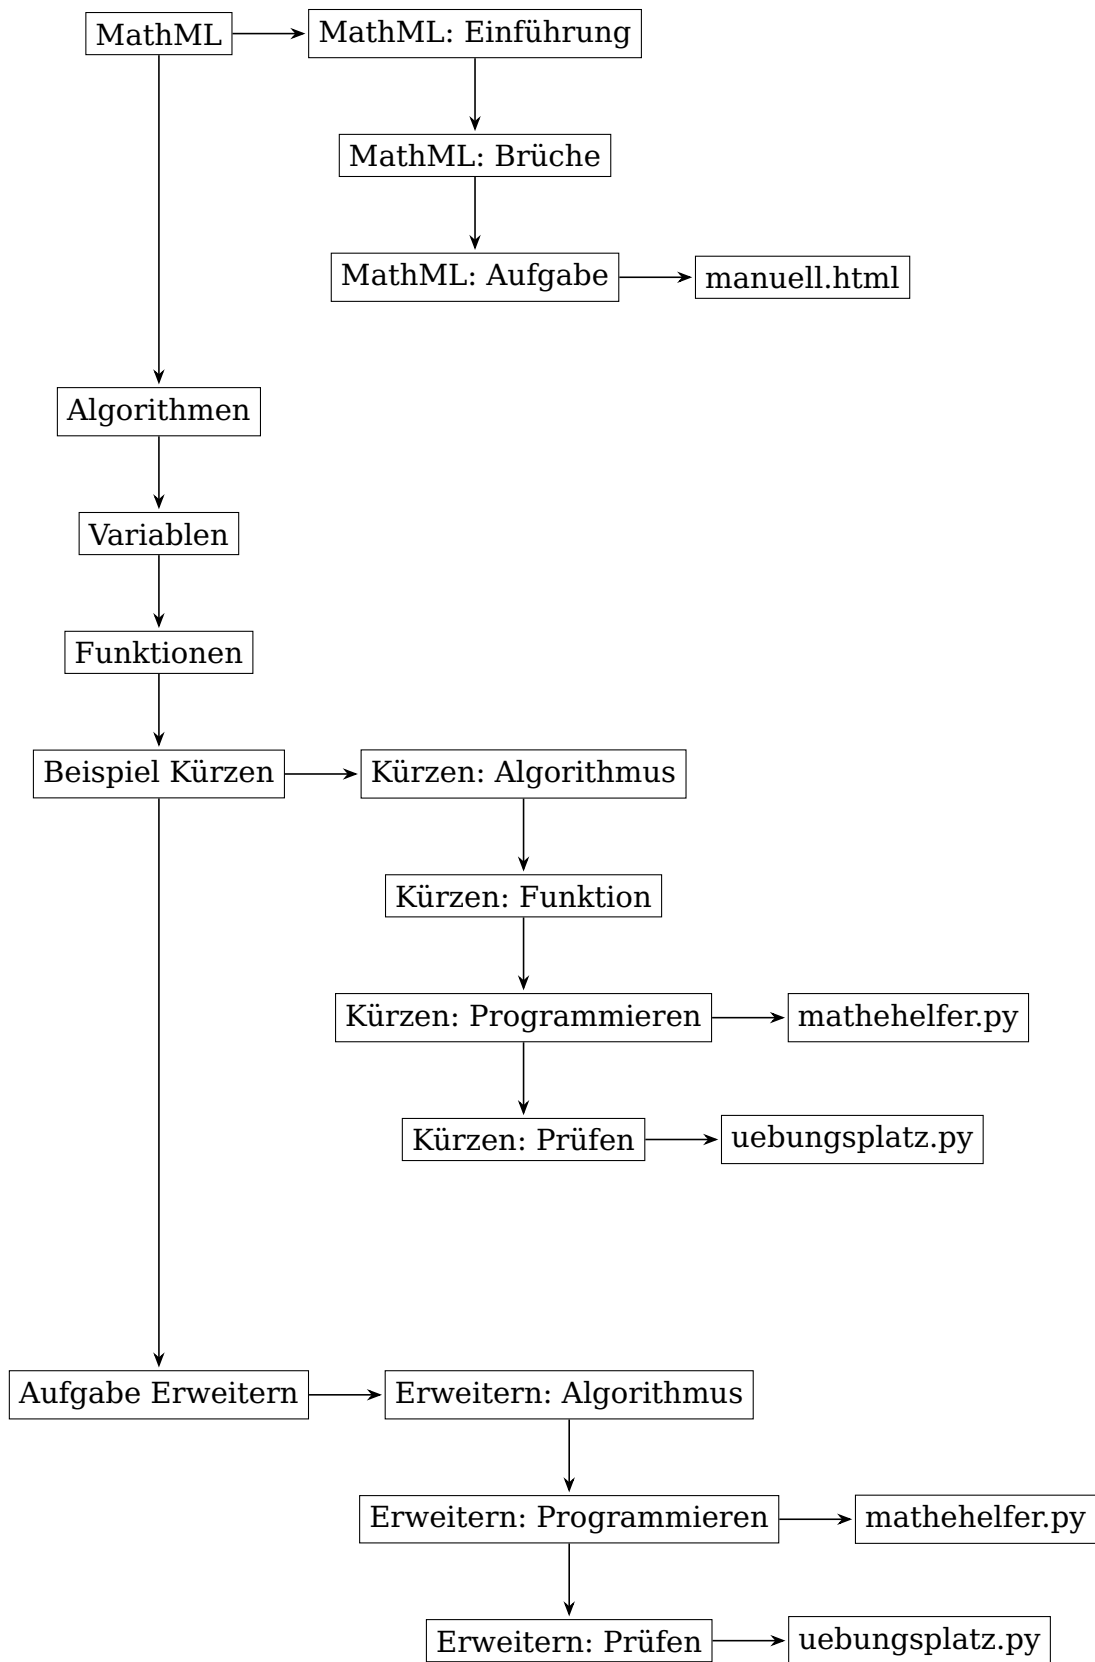 MathML
MathML: Einführung
MathML: Brüche
MathML: Aufgabe
manuell.html
Algorithmen
Variablen
Funktionen
Beispiel Kürzen
Kürzen: Algorithmus
Kürzen: Funktion
Kürzen: Programmieren
mathehelfer.py
Kürzen: Prüfen
uebungsplatz.py
Aufgabe Erweitern
Erweitern: Algorithmus
Erweitern: Programmieren
mathehelfer.py
Erweitern: Prüfen
uebungsplatz.py